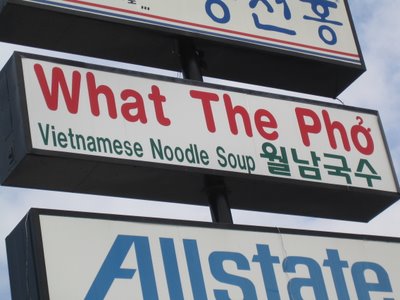 What The Phở
Vietnamese Noodle Soup 월남국수
Allstate